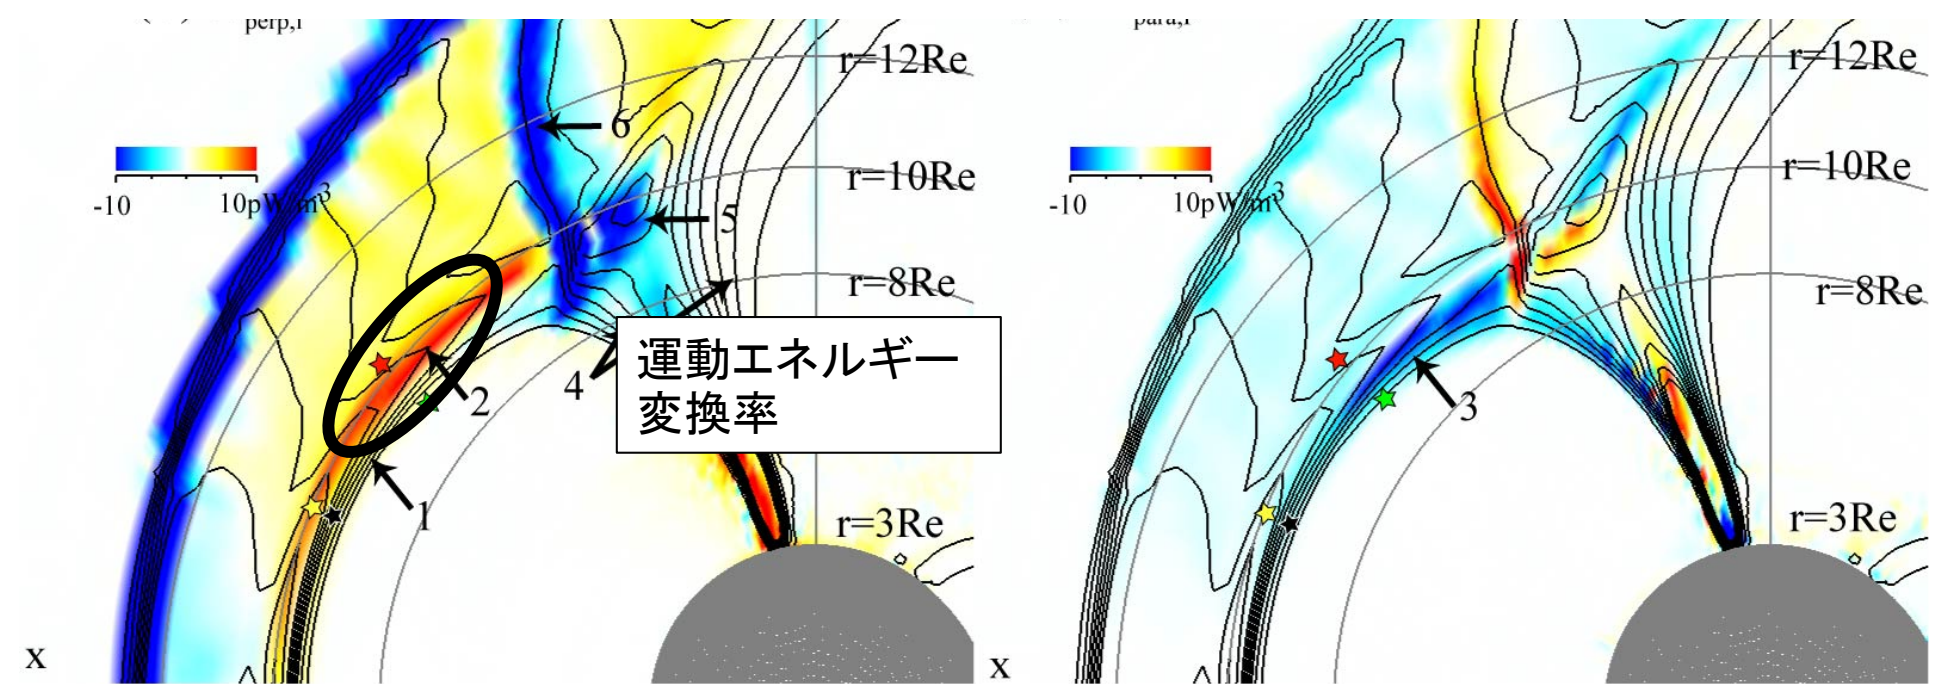 perp,i
r=12Re
6
-10
10pW/m³
r=10Re
5
r=8Re
4
運動エネルギー
変換率
2
1
r=3Re
x
para,i
r=12Re
-10
10pW/m³
r=10Re
r=8Re
3
r=3Re
x